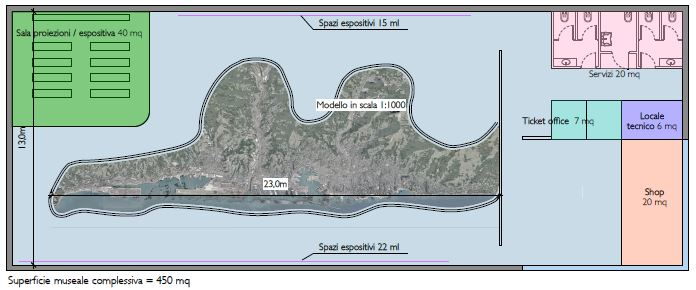 Spazi espositivi 15 ml
Sala proiezioni / espositiva 40 mq
Servizi 20 mq
Modello in scala 1:1000
Ticket office 7 mq
Locale
tecnico 6 mq
13,0m
23,0m
Shop
20 mq
Spazi espositivi 22 ml
Superficie museale complessiva = 450 mq